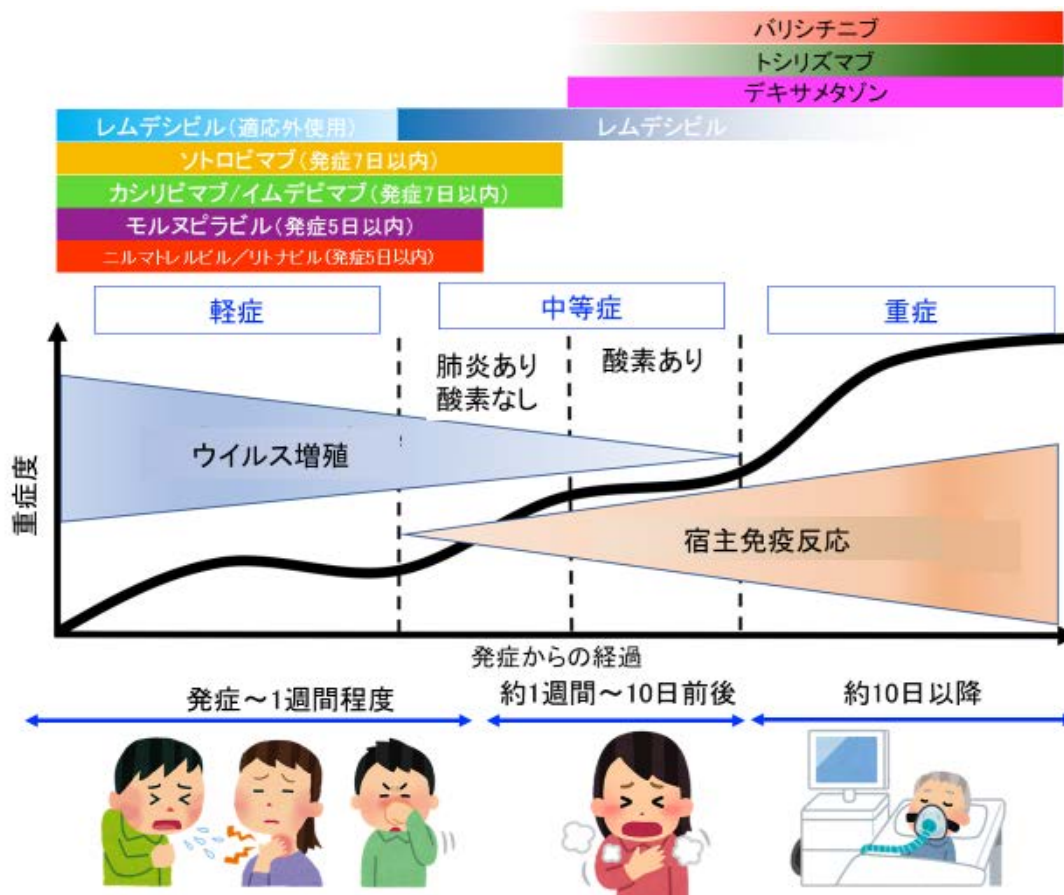 バリシチニブ
トシリズマブ
デキサメタゾン
レムデシビル（適応外使用）
レムデシビル
ソトロビマブ（発症7日以内）
カシリビマブ/イムデビマブ（発症7日以内）
モルヌピラビル（発症5日以内）
ニルマトレルビル／リトナビル（発症5日以内）
軽症
中等症
重症
肺炎あり
酸素なし
酸素あり
ウイルス増殖
宿主免疫反応
重症度
発症からの経過
発症～1週間程度
約1週間～10日前後
約10日以降